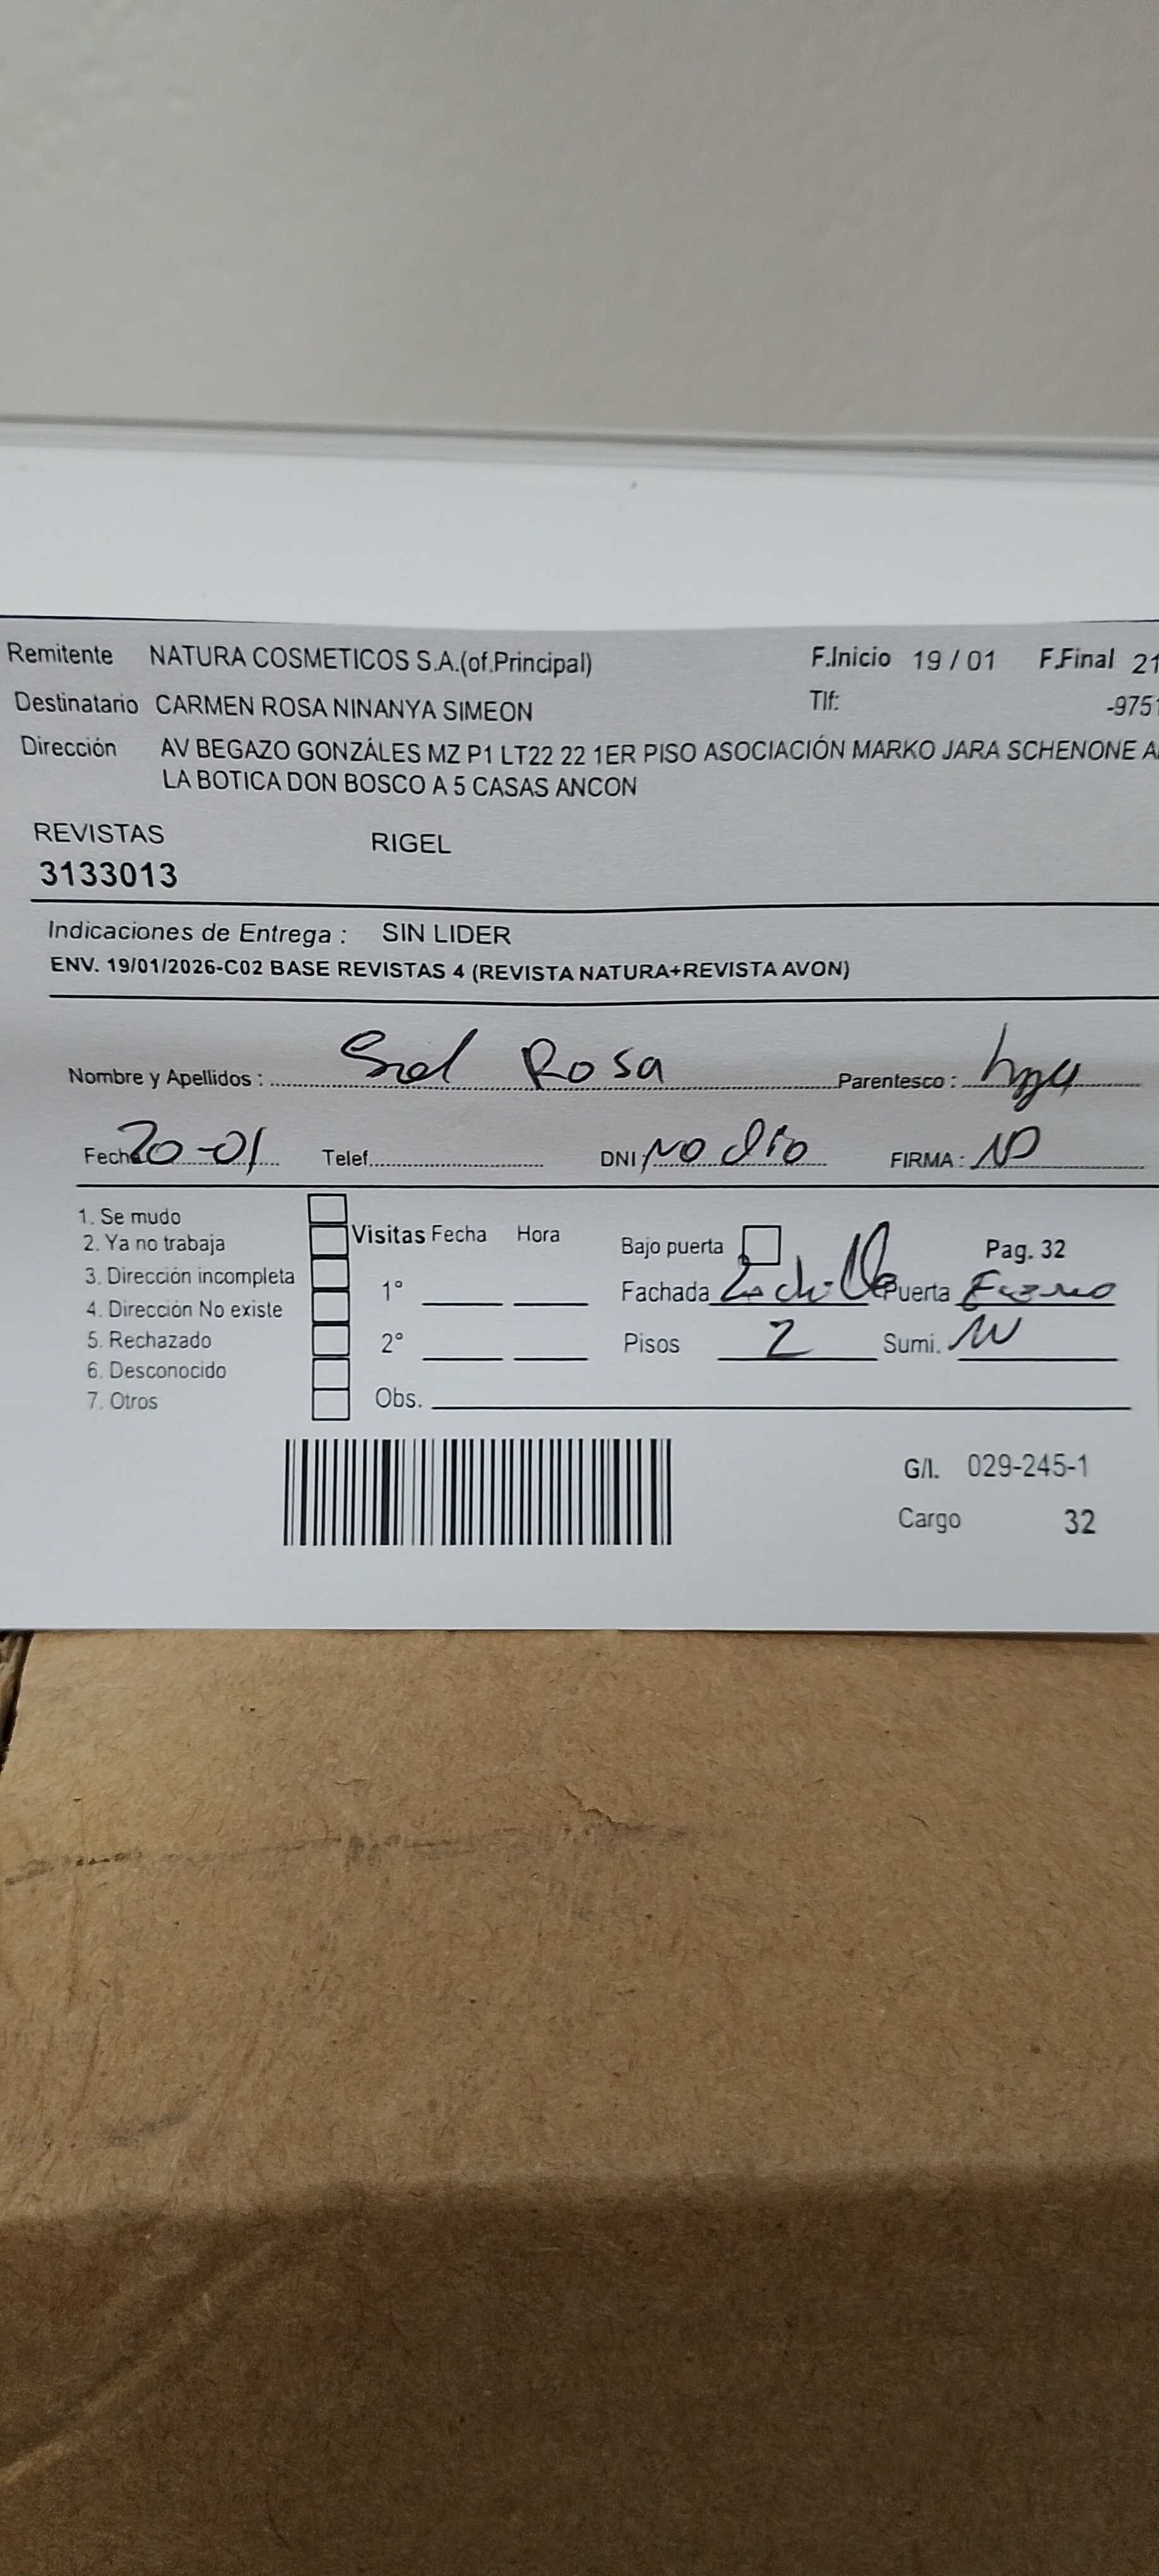 Remitente NATURA COSMETICOS S.A.(of.Principal) F.Inicio 19 / 01 F.Final 21
Destinatario CARMEN ROSA NINANYA SIMEON Tlf: -9751
Dirección AV BEGAZO GONZÁLES MZ P1 LT22 22 1ER PISO ASOCIACIÓN MARKO JARA SCHENONE
LA BOTICA DON BOSCO A 5 CASAS ANCON
REVISTAS RIGEL
3133013
Indicaciones de Entrega : SIN LIDER
ENV. 19/01/2026-C02 BASE REVISTAS 4 (REVISTA NATURA+REVISTA AVON)
Nombre y Apellidos : Rosa Parentesco :
Fecha 20-01 Telef. DNI: No dio FIRMA :
1. Se mudo
2. Ya no trabaja Visitas Fecha Hora Bajo puerta Pag. 32
3. Dirección incompleta 1° Fachada Ladrillo Puerta Fierro
4. Dirección No existe
5. Rechazado 2° Pisos 2 Sumi.
6. Desconocido
7. Otros Obs.
G/I. 029-245-1
Cargo 32